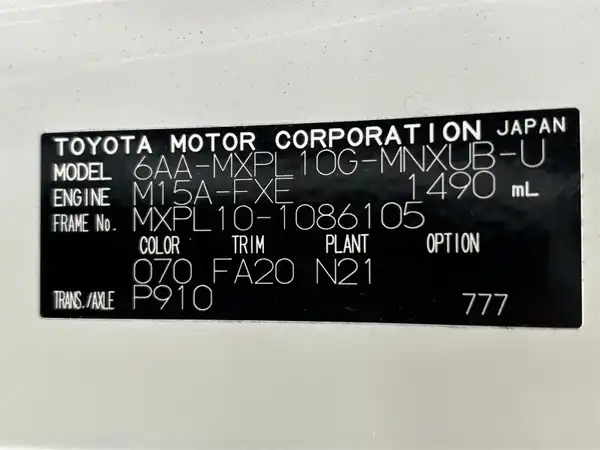 TOYOTA MOTOR CORPORATION JAPAN
MODEL 6AA-MXPL10G-MNXUB-U
ENGINE M15A-FXE 1490 mL
FRAME No. MXPL10-1086105
COLOR TRIM PLANT OPTION
070 FA20 N21
TRANS./AXLE P910 777